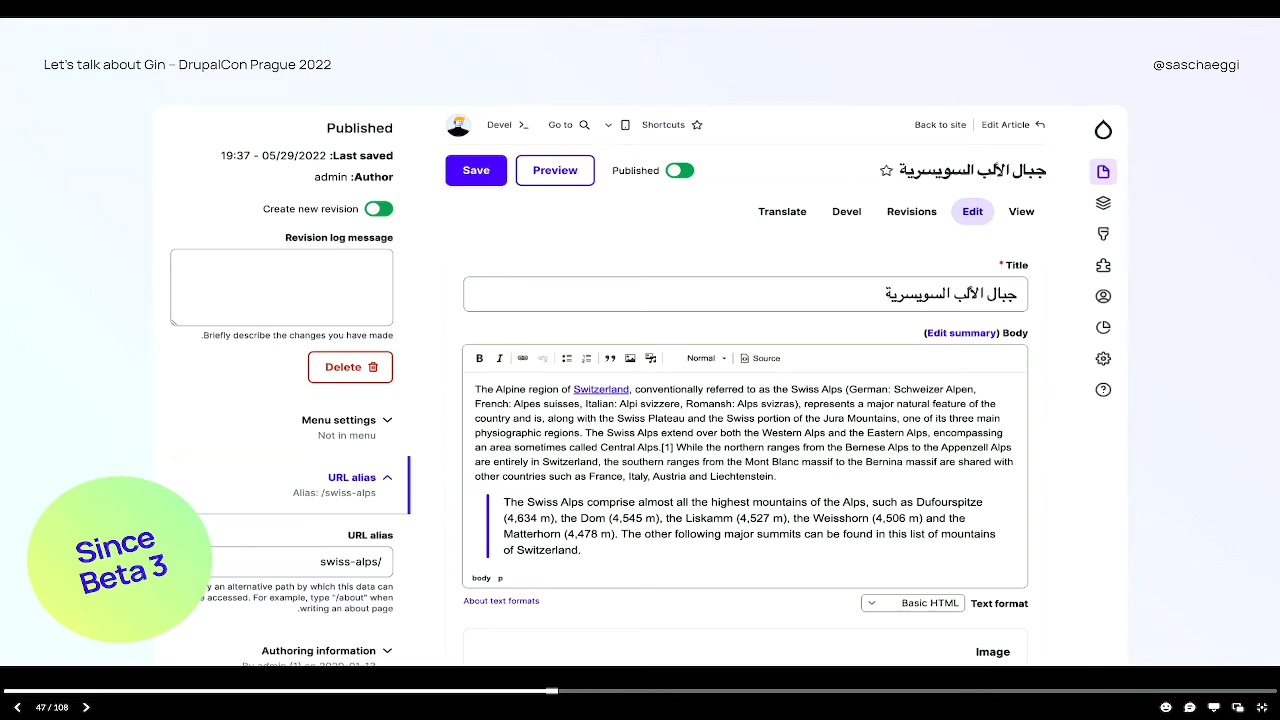 Let's talk about Gin – DrupalCon Prague 2022
@saschaeggi
Published
19:37 - 05/29/2022 :Last saved
admin :Author
Create new revision
Revision log message
.Briefly describe the changes you have made
Delete
Menu settings
Not in menu
URL alias
Alias: /swiss-alps
URL alias
swiss-alps/
y an alternative path by which this data can
e accessed. For example, type "/about" when
.writing an about page
Authoring information
By admin (1) on 2020-01-13
Since
Beta 3
Devel
Go to
Shortcuts
Back to site
Edit Article
Save
Preview
Published
جبال الألب السويسرية
Translate
Devel
Revisions
Edit
View
* Title
جبال الألب السويسرية
(Edit summary) Body
B I
Normal
Source
The Alpine region of Switzerland, conventionally referred to as the Swiss Alps (German: Schweizer Alpen,
French: Alpes suisses, Italian: Alpi svizzere, Romansh: Alps svizras), represents a major natural feature of the
country and is, along with the Swiss Plateau and the Swiss portion of the Jura Mountains, one of its three main
physiographic regions. The Swiss Alps extend over both the Western Alps and the Eastern Alps, encompassing
an area sometimes called Central Alps.[1] While the northern ranges from the Bernese Alps to the Appenzell Alps
are entirely in Switzerland, the southern ranges from the Mont Blanc massif to the Bernina massif are shared with
other countries such as France, Italy, Austria and Liechtenstein.
The Swiss Alps comprise almost all the highest mountains of the Alps, such as Dufourspitze
(4,634 m), the Dom (4,545 m), the Liskamm (4,527 m), the Weisshorn (4,506 m) and the
Matterhorn (4,478 m). The other following major summits can be found in this list of mountains
of Switzerland.
body p
About text formats
Basic HTML
Text format
Image
47 / 108